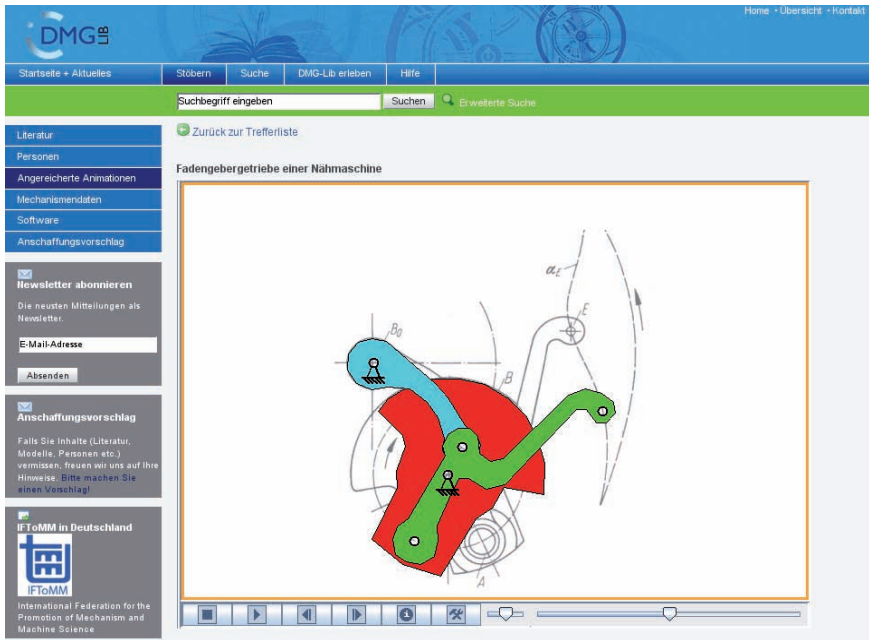 Home · Übersicht · Kontakt
DMG LIB
Startseite + Aktuelles
Stöbern
Suche
DMG-Lib erleben
Hilfe
Suchbegriff eingeben
Suchen
Erweiterte Suche
Literatur
Personen
Angereicherte Animationen
Mechanismendaten
Software
Anschaffungsvorschlag
Newsletter abonnieren
Die neusten Mitteilungen als
Newsletter.
E-Mail-Adresse
Absenden
Anschaffungsvorschlag
Falls Sie Inhalte (Literatur,
Modelle, Personen etc.)
vermissen, freuen wir uns auf Ihre
Hinweise. Bitte machen Sie
einen Vorschlag!
IFToMM in Deutschland
IFToMM
International Federation for the
Promotion of Mechanism and
Machine Science
Zurück zur Trefferliste
Fadengebergetriebe einer Nähmaschine
αE
E
B0
B
A